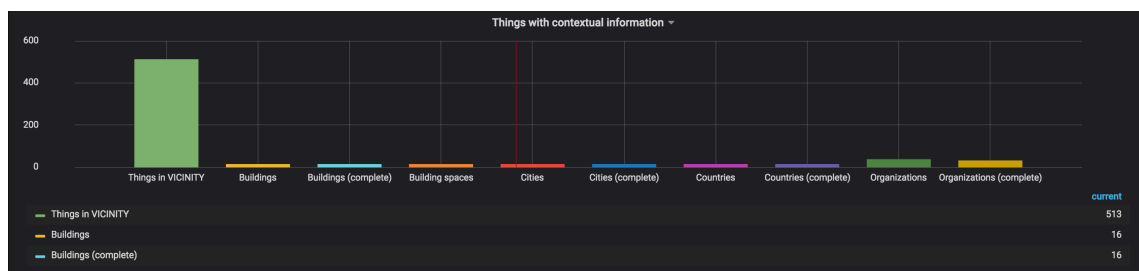 Things with contextual information
600
400
200
0
Things in VICINITY Buildings Buildings (complete) Building spaces Cities Cities (complete) Countries Countries (complete) Organizations Organizations (complete)
current
Things in VICINITY 513
Buildings 16
Buildings (complete) 16